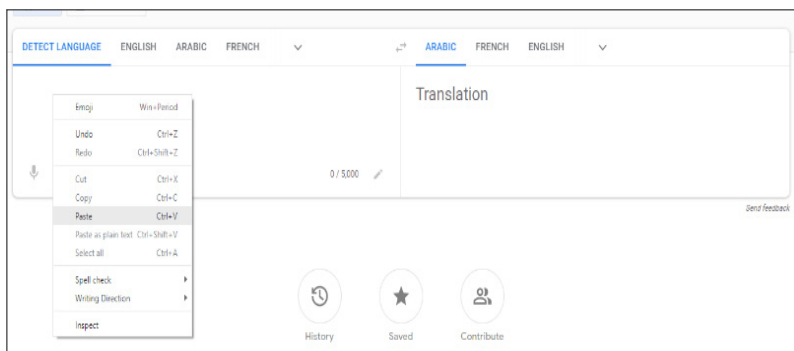 DETECT LANGUAGE ENGLISH ARABIC FRENCH
ARABIC FRENCH ENGLISH
Translation
Emoji Win+Period
Undo Ctrl+Z
Redo Ctrl+Shift+Z
Cut Ctrl+X
Copy Ctrl+C
Paste Ctrl+V
Paste as plain text Ctrl+Shift+V
Select all Ctrl+A
Spell check
Writing Direction
Inspect
0 / 5,000
Send feedback
History Saved Contribute